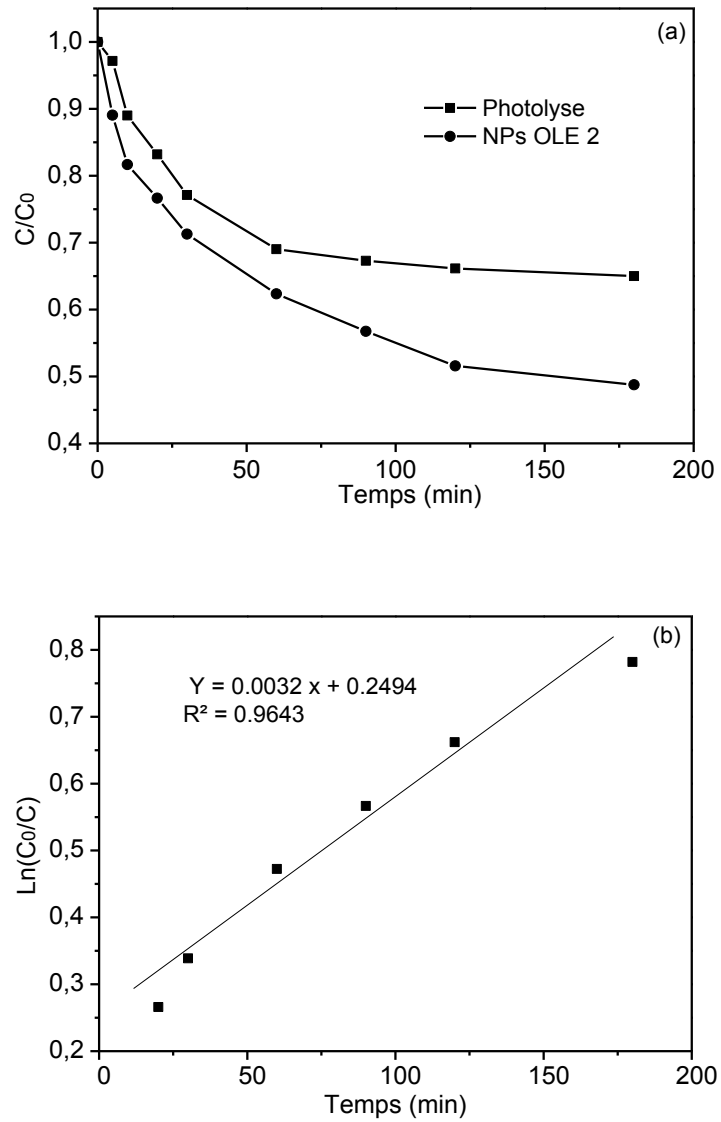 (a)
1,0
0,9
0,8
0,7
0,6
0,5
0,4
C/C0
Photolyse
NPs OLE 2
0 50 100 150 200
Temps (min)
(b)
0,8
0,7
0,6
0,5
0,4
0,3
0,2
Ln(C0/C)
Y = 0.0032 x + 0.2494
R² = 0.9643
0 50 100 150 200
Temps (min)